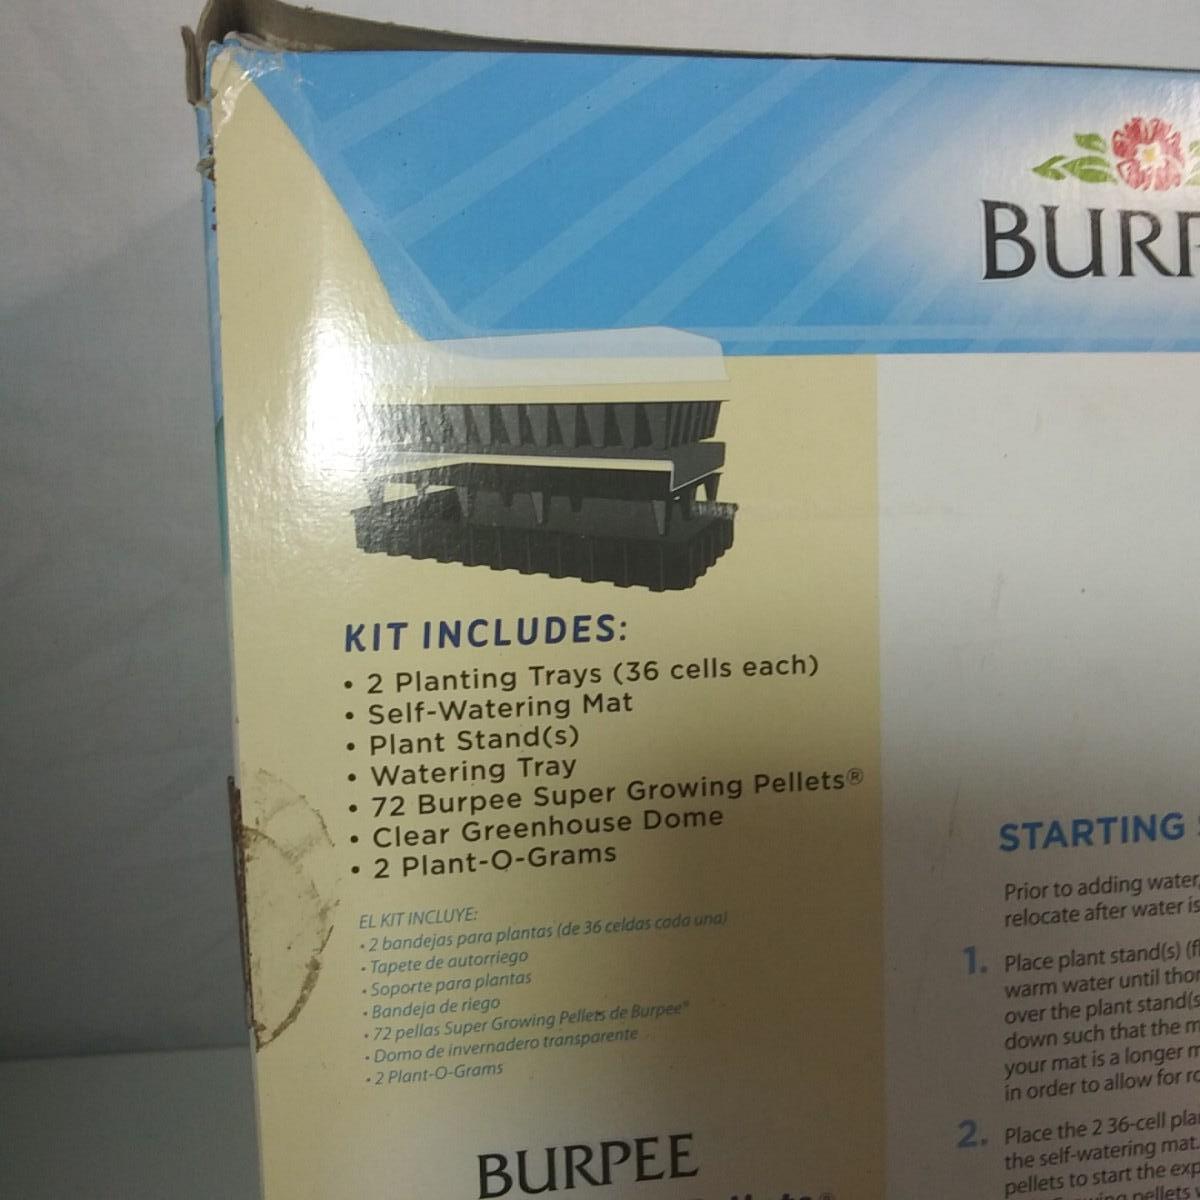 BURP
KIT INCLUDES:
• 2 Planting Trays (36 cells each)
• Self-Watering Mat
• Plant Stand(s)
• Watering Tray
• 72 Burpee Super Growing Pellets®
• Clear Greenhouse Dome
• 2 Plant-O-Grams
EL KIT INCLUYE:
• 2 bandejas para plantas (de 36 celdas cada una)
• Tapete de autorriego
• Soporte para plantas
• Bandeja de riego
• 72 pellas Super Growing Pellets de Burpee®
• Domo de invernadero transparente
• 2 Plant-O-Grams
BURPEE
STARTING
Prior to adding water,
relocate after water is
1. Place plant stand(s) (fl
warm water until thor
over the plant stand(s
down such that the m
your mat is a longer m
in order to allow for ro
2. Place the 2 36-cell pla
the self-watering mat.
pellets to start the exp
pellets